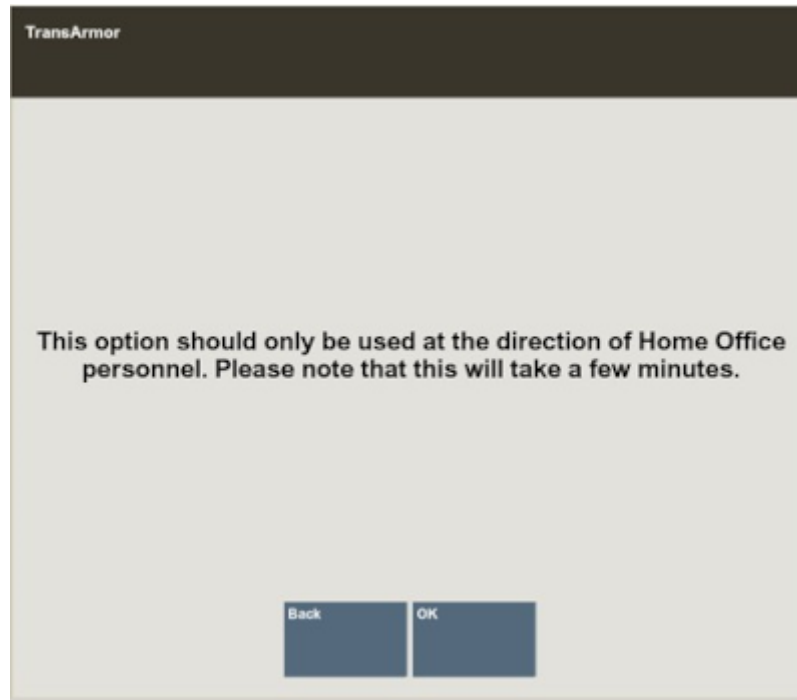 TransArmor
This option should only be used at the direction of Home Office
personnel. Please note that this will take a few minutes.
Back
OK